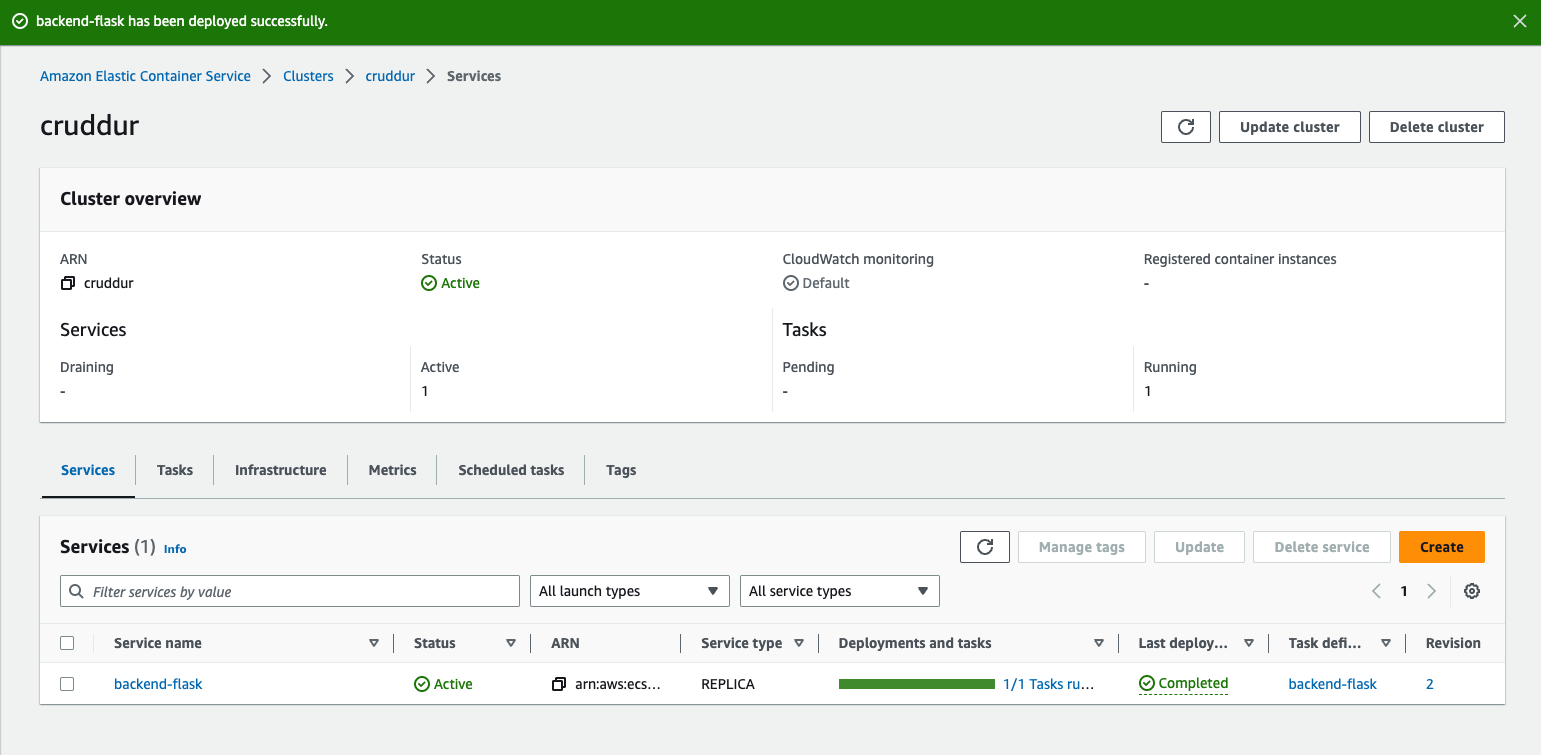 backend-flask has been deployed successfully.
Amazon Elastic Container Service > Clusters > cruddur > Services
cruddur
Update cluster
Delete cluster
Cluster overview
ARN
Status
CloudWatch monitoring
Registered container instances
cruddur
Active
Default
-
Services
Tasks
Draining
Active
Pending
Running
-
1
-
1
Services
Tasks
Infrastructure
Metrics
Scheduled tasks
Tags
Services (1) Info
Manage tags
Update
Delete service
Create
Filter services by value
All launch types
All service types
1
Service name
Status
ARN
Service type
Deployments and tasks
Last deploy...
Task defi...
Revision
backend-flask
Active
arn:aws:ecs...
REPLICA
1/1 Tasks ru...
Completed
backend-flask
2